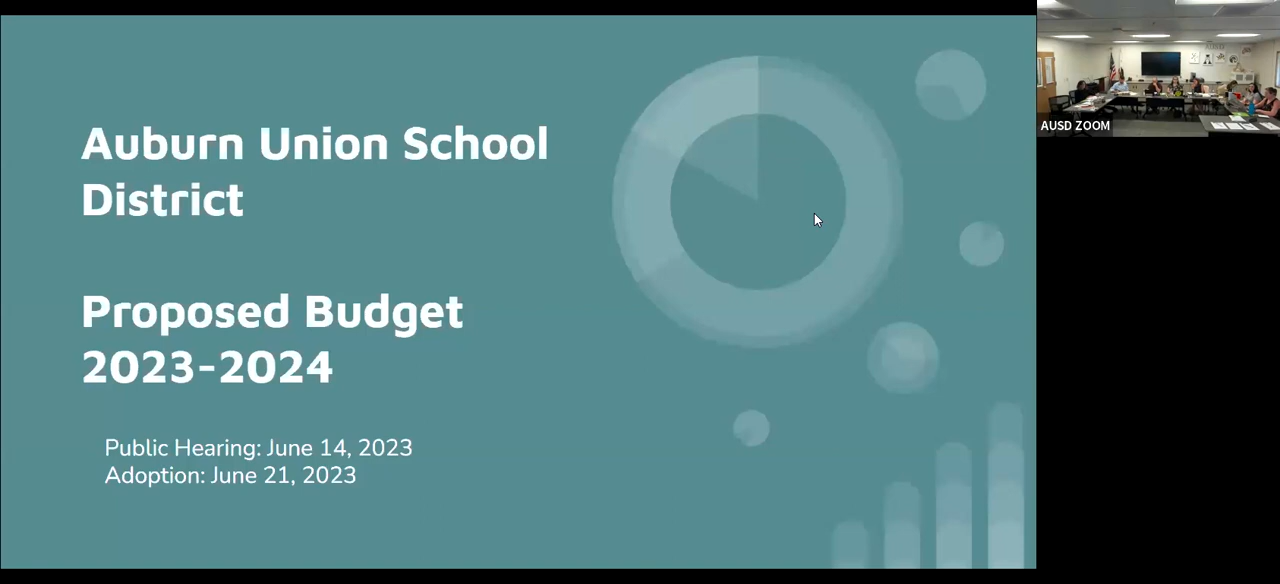 Auburn Union School
District
Proposed Budget
2023-2024
Public Hearing: June 14, 2023
Adoption: June 21, 2023
AUSD ZOOM